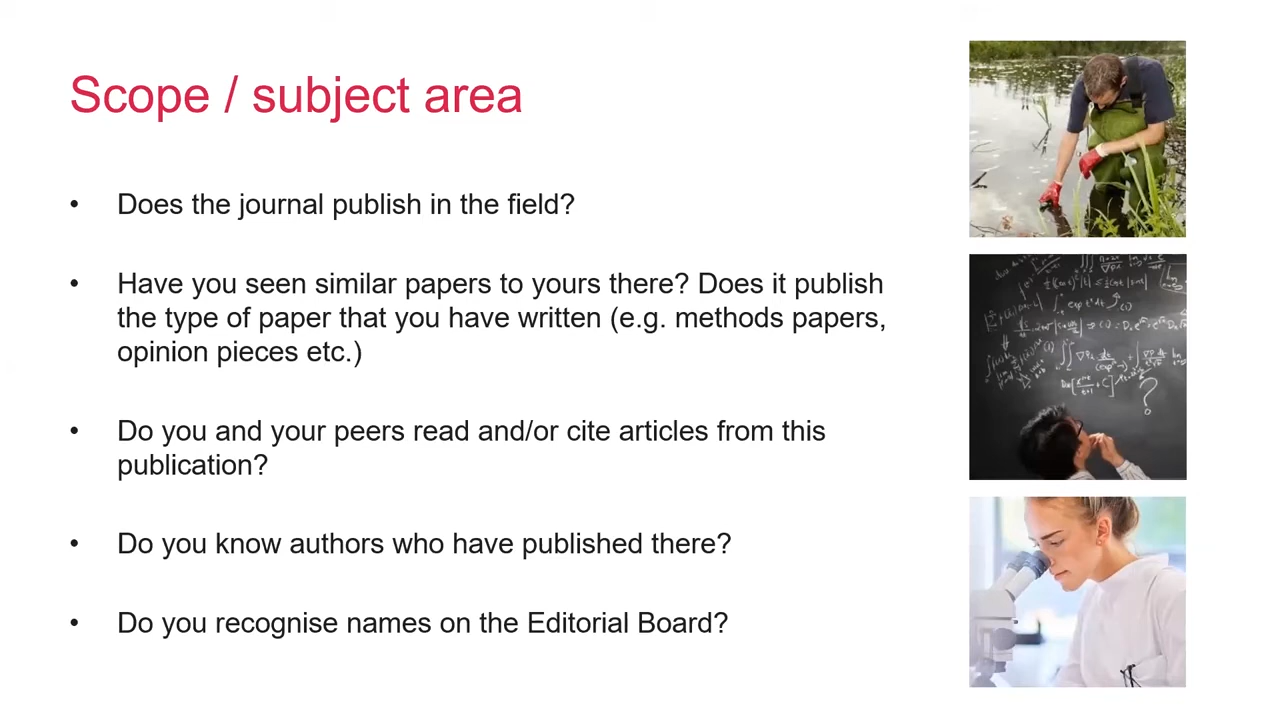 Scope / subject area
• Does the journal publish in the field?
• Have you seen similar papers to yours there? Does it publish
the type of paper that you have written (e.g. methods papers,
opinion pieces etc.)
• Do you and your peers read and/or cite articles from this
publication?
• Do you know authors who have published there?
• Do you recognise names on the Editorial Board?